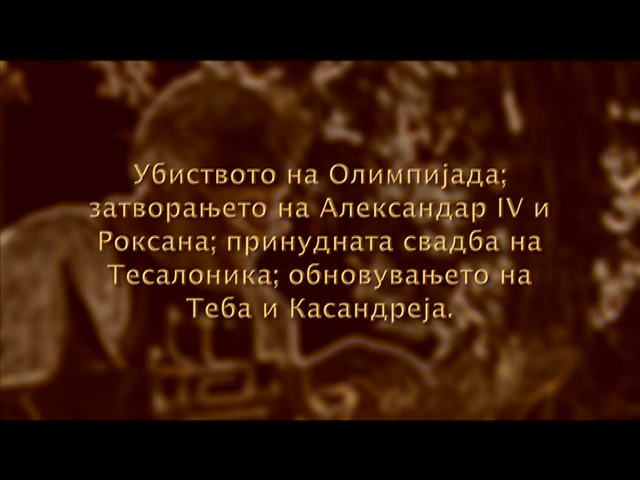 Убиството на Олимпијада;
затворањето на Александар IV и
Роксана; принудната свадба на
Тесалоника; обновувањето на
Теба и Касандреја.